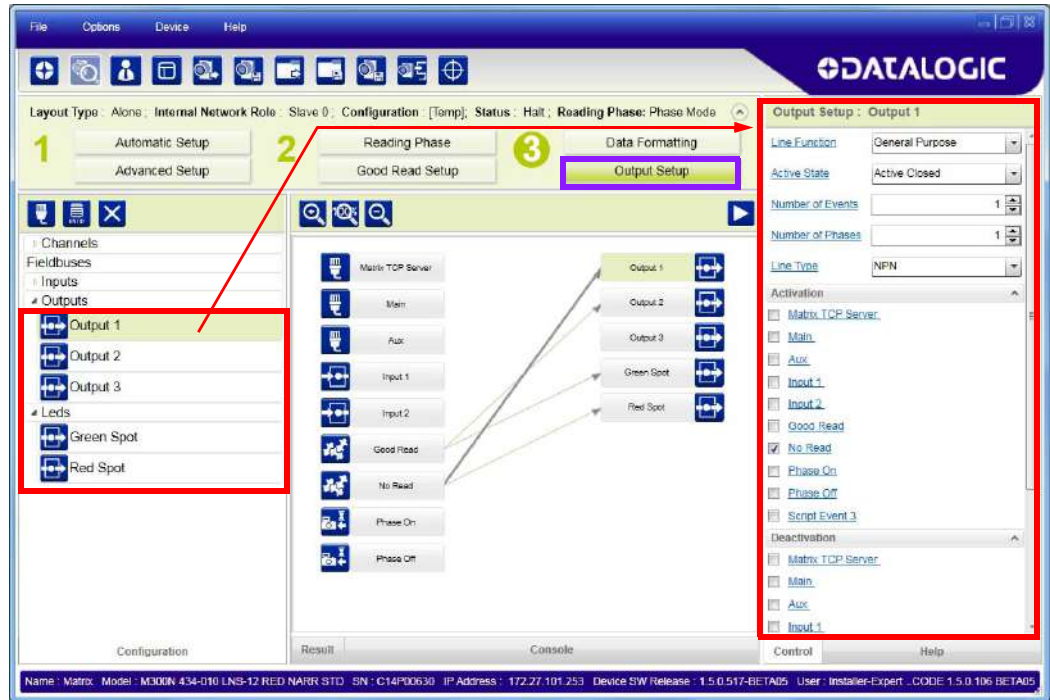 File Options Device Help
DATALOGIC
Layout Type : Alone ; Internal Network Role : Slave 0 ; Configuration : [Temp]; Status : Halt ; Reading Phase: Phase Mode
1 Automatic Setup
Advanced Setup
2 Reading Phase
Good Read Setup
3 Data Formatting
Output Setup
Channels
Fieldbuses
Inputs
Outputs
Output 1
Output 2
Output 3
Leds
Green Spot
Red Spot
Configuration
100%
Matrix TCP Server
Main
Aux
Input 1
Input 2
Good Read
No Read
Phase On
Phase Off
Output 1
Output 2
Output 3
Green Spot
Red Spot
Result Console
Output Setup : Output 1
Line Function General Purpose
Active State Active Closed
Number of Events 1
Number of Phases 1
Line Type NPN
Activation
Matrix TCP Server
Main
Aux
Input 1
Input 2
Good Read
No Read
Phase On
Phase Off
Script Event 3
Deactivation
Matrix TCP Server
Main
Aux
Input 1
Control Help
Name : Matrix Model : M300N 434-010 LNS-12 RED NARR STD SN : C14P00630 IP Address : 172.27.101.253 Device SW Release : 1.5.0.517-BETA05 User : Installer-Expert ..CODE 1.5.0.106 BETA05